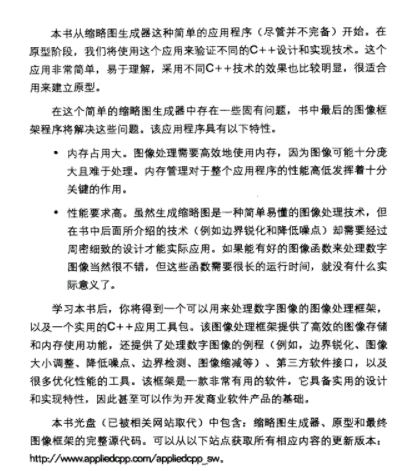 本书从缩略图生成器这种简单的应用程序（尽管并不完备）开始。在
原型阶段，我们将使用这个应用来验证不同的C++设计和实现技术。这个
应用非常简单，易于理解，采用不同C++技术的效果也比较明显，很适合
用来建立原型。
在这个简单的缩略图生成器中存在一些固有问题，书中最后的图像框
架程序将解决这些问题。该应用程序具有以下特性。
• 内存占用大。图像处理需要高效地使用内存，因为图像可能十分庞
大且难于处理。内存管理对于整个应用程序的性能高低发挥着十分
关键的作用。
• 性能要求高。虽然生成缩略图是一种简单易懂的图像处理技术，但
在书中后面所介绍的技术（例如边界锐化和降低噪点）却需要经过
周密细致的设计才能实际应用。如果能有好的图像函数来处理数字
图像当然很不错，但这些函数需要很长的运行时间，就没有什么实
际意义了。
学习本书后，你将得到一个可以用来处理数字图像的图像处理框架，
以及一个实用的C++应用工具包。该图像处理框架提供了高效的图像存储
和内存使用功能，还提供了处理数字图像的例程（例如，边界锐化、图像
大小调整、降低噪点、边界检测、图像缩减等）、第三方软件接口，以及
很多优化性能的工具。该框架是一款非常有用的软件，它具备实用的设计
和实现特性，因此甚至可以作为开发商业软件产品的基础。
本书光盘（已被相关网站取代）中包含：缩略图生成器、原型和最终
图像框架的完整源代码。可以从以下站点获取所有相应内容的更新版本：
http://www.appliedcpp.com/appliedcpp_sw。